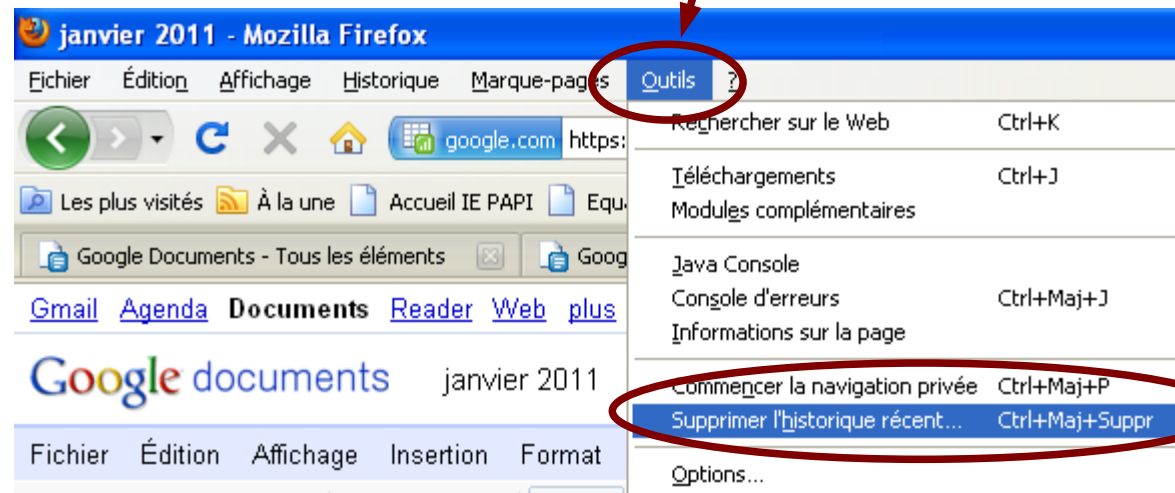 janvier 2011 - Mozilla Firefox
Fichier Édition Affichage Historique Marque-pages Outils ?
google.com https:
Les plus visités À la une Accueil IE PAPI Equ
Google Documents - Tous les éléments Goog
Gmail Agenda Documents Reader Web plus
Google documents janvier 2011
Fichier Édition Affichage Insertion Format
Rechercher sur le Web Ctrl+K
Téléchargements Ctrl+J
Modules complémentaires
Java Console
Console d'erreurs Ctrl+Maj+J
Informations sur la page
Commencer la navigation privée Ctrl+Maj+P
Supprimer l'historique récent... Ctrl+Maj+Suppr
Options...